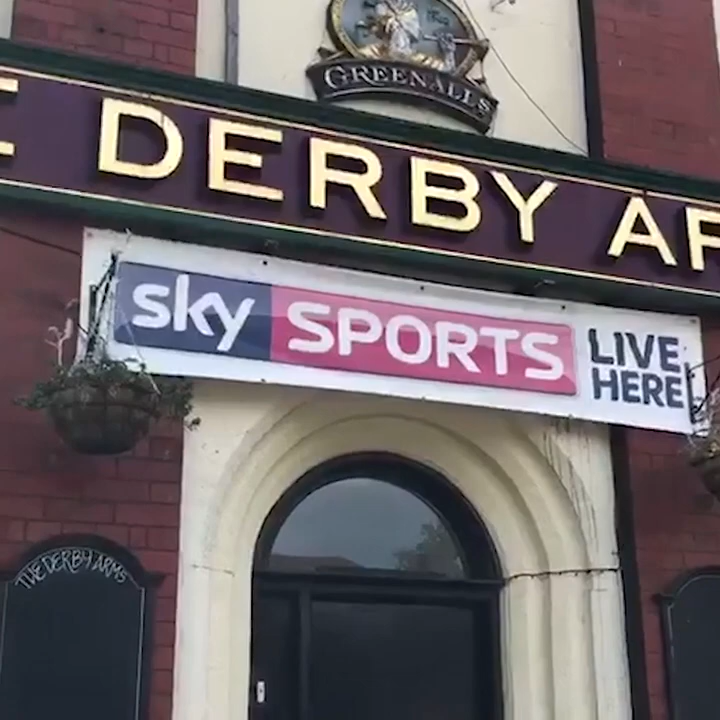 GREENALLS
E DERBY AR
sky SPORTS LIVE
HERE
THE DERBY ARMS